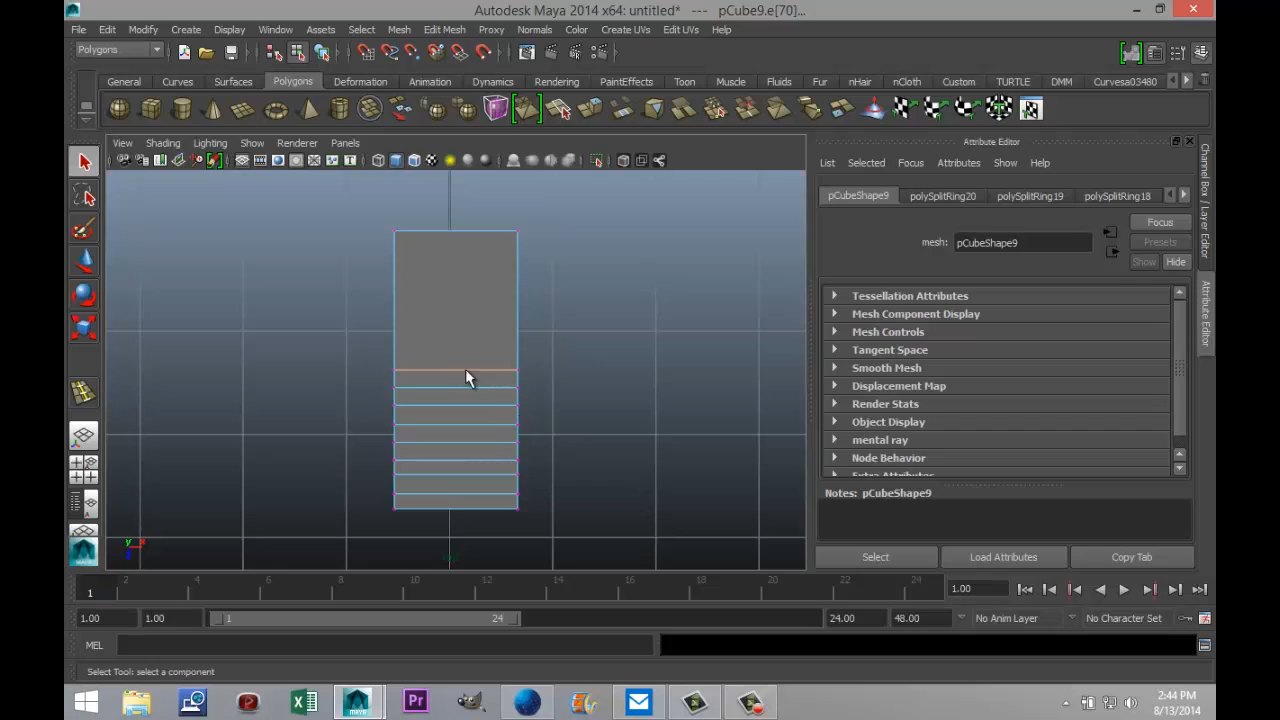 Autodesk Maya 2014 x64: untitled* --- pCube9.e[70]...
File Edit Modify Create Display Window Assets Select Mesh Edit Mesh Normals Proxy Color Create UVs Edit UVs Help
Polygons
General Curves Surfaces Polygons Deformation Animation Dynamics Rendering PaintEffects Toon Muscle Fluids Fur nHair nCloth Custom TURTLE DMM Curvesa03480
View Shading Lighting Show Renderer Panels
Attribute Editor
List Selected Focus Attributes Show Help
pCubeShape9 polySplitRing20 polySplitRing19 polySplitRing18
mesh: pCubeShape9
Focus
Presets
Show Hide
Tessellation Attributes
Mesh Component Display
Mesh Controls
Tangent Space
Smooth Mesh
Displacement Map
Render Stats
Object Display
mental ray
Node Behavior
Extra Attributes
Notes: pCubeShape9
Select Load Attributes Copy Tab
Channel Box / Layer Editor
Attribute Editor
y x
top
1 2 4 6 8 10 12 14 16 18 20 22 24
1.00
1.00 1.00 1 24 24.00 48.00 No Anim Layer No Character Set
MEL
Select Tool: select a component
Pr
2:44 PM
8/13/2014